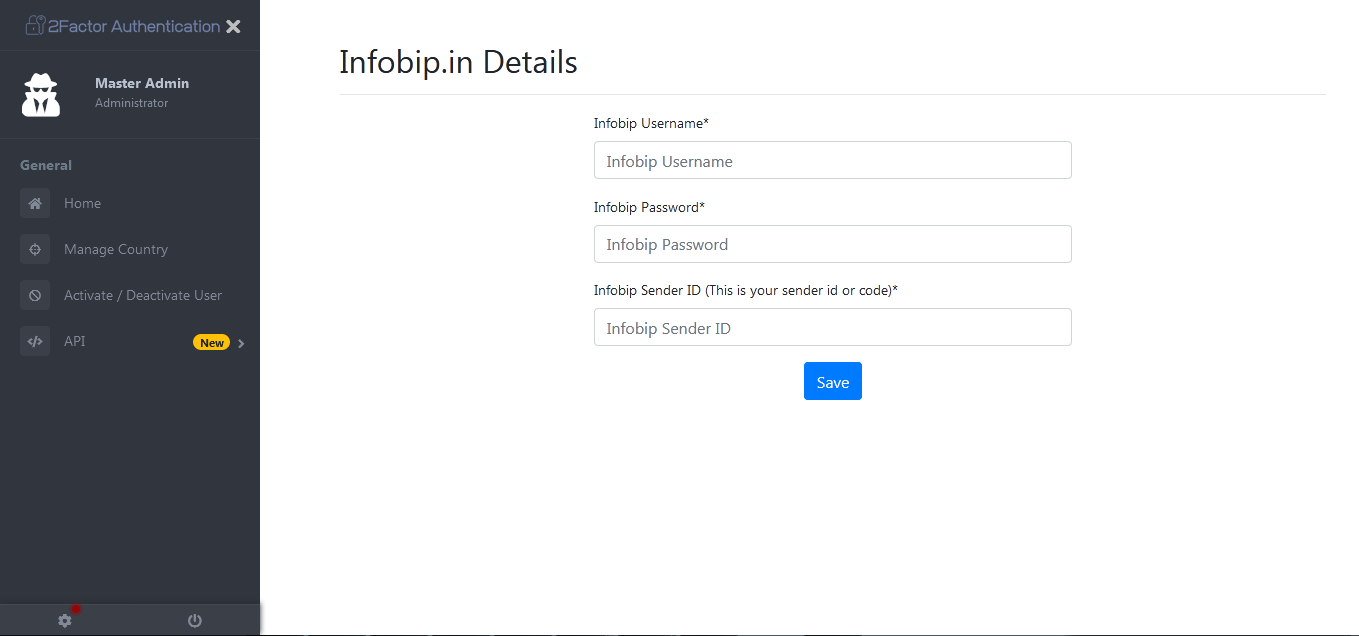 2Factor Authentication
Master Admin
Administrator
General
Home
Manage Country
Activate / Deactivate User
API New
Infobip.in Details
Infobip Username*
Infobip Username
Infobip Password*
Infobip Password
Infobip Sender ID (This is your sender id or code)*
Infobip Sender ID
Save